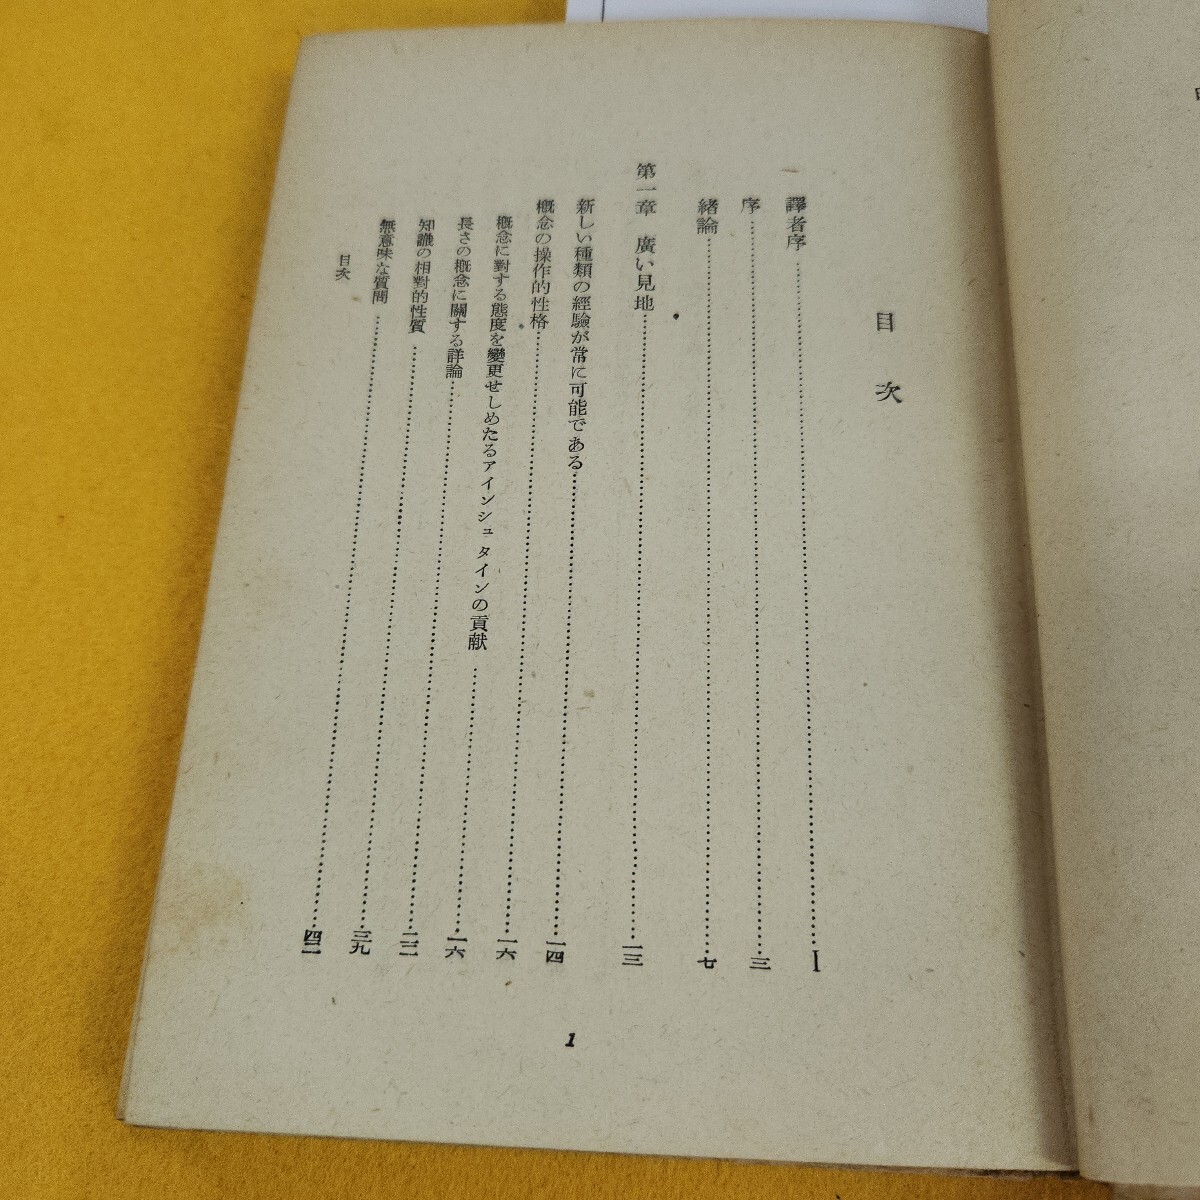 目次
譯者序……I
序……三
緒論……七
第一章　廣い見地……一三
新しい種類の經驗が常に可能である……一四
概念の操作的性格……一六
概念に對する態度を變更せしめたるアインシュタインの貢献……一六
長さの概念に關する詳論……二二
知識の相對的性質……三九
無意味な質問……四二
目次
1